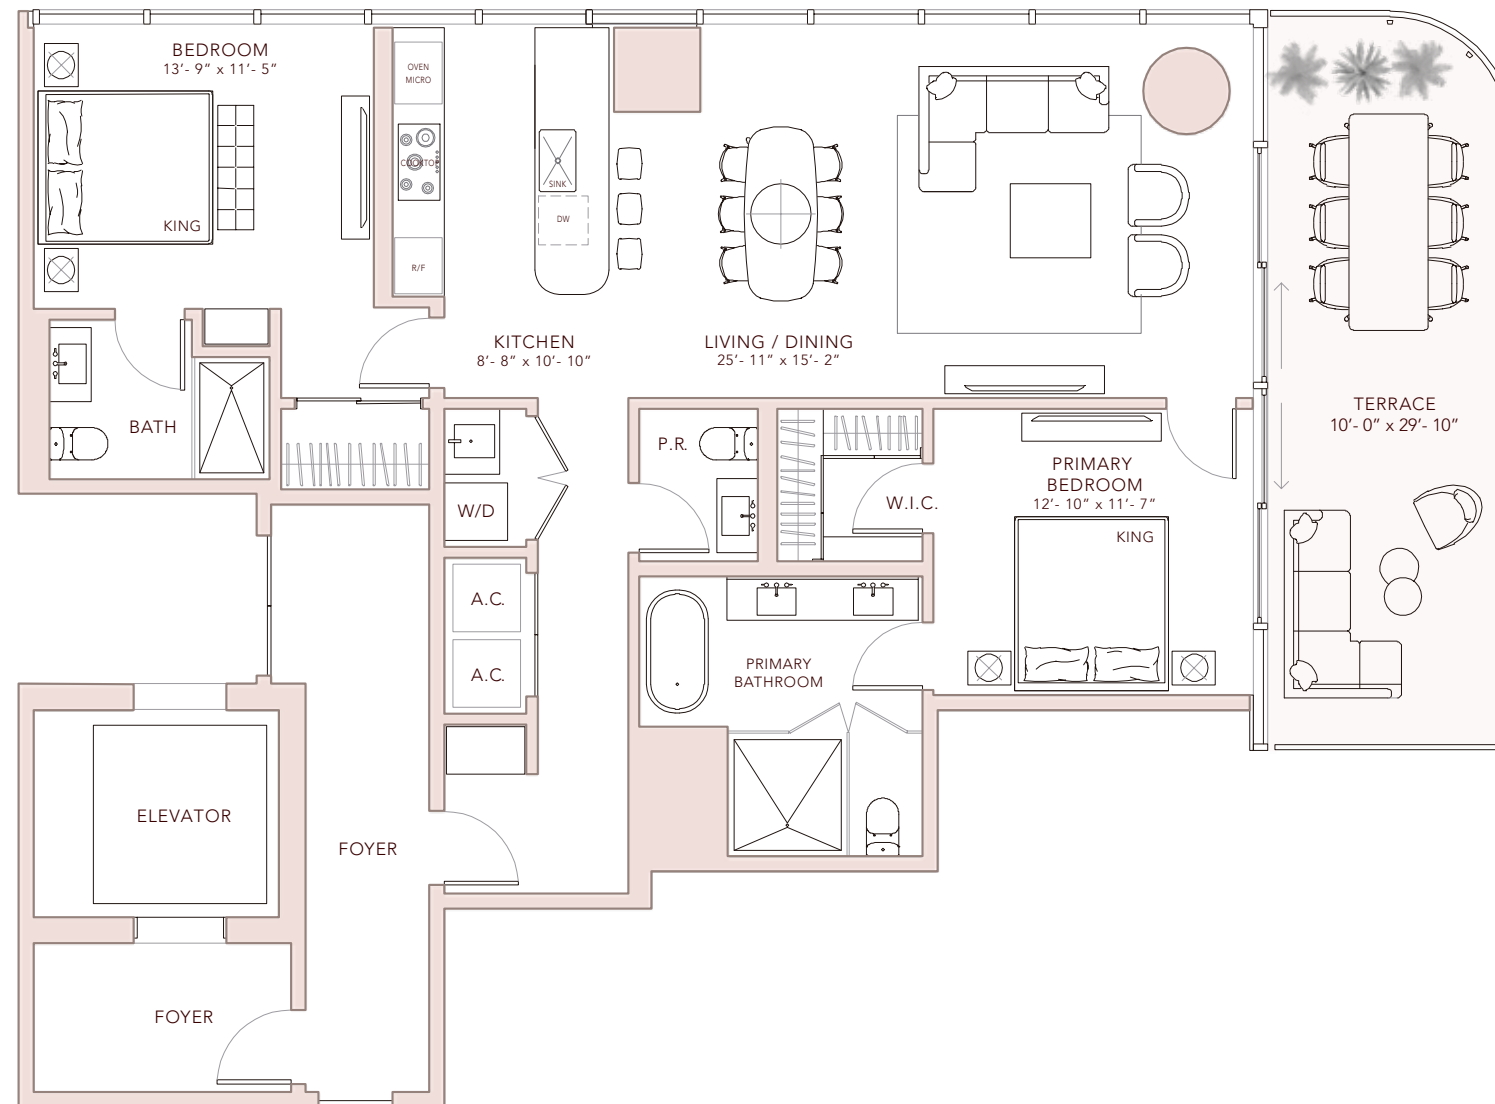 BEDROOM
13'- 9" x 11'- 5"
OVEN
MICRO
COOKTOP
SINK
DW
KING
R/F
KITCHEN
8'- 8" x 10'- 10"
LIVING / DINING
25'- 11" x 15'- 2"
TERRACE
10'- 0" x 29'- 10"
BATH
P.R.
PRIMARY
BEDROOM
12'- 10" x 11'- 7"
W.I.C.
W/D
KING
A.C.
A.C.
PRIMARY
BATHROOM
ELEVATOR
FOYER
FOYER